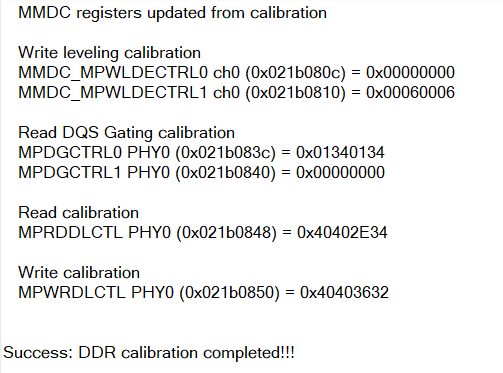 MMDC registers updated from calibration
Write leveling calibration
MMDC_MPWLDECTRL0 ch0 (0x021b080c) = 0x00000000
MMDC_MPWLDECTRL1 ch0 (0x021b0810) = 0x00060006
Read DQS Gating calibration
MPDGCTRL0 PHY0 (0x021b083c) = 0x01340134
MPDGCTRL1 PHY0 (0x021b0840) = 0x00000000
Read calibration
MPRDDLCTL PHY0 (0x021b0848) = 0x40402E34
Write calibration
MPWRDLCTL PHY0 (0x021b0850) = 0x40403632
Success: DDR calibration completed!!!